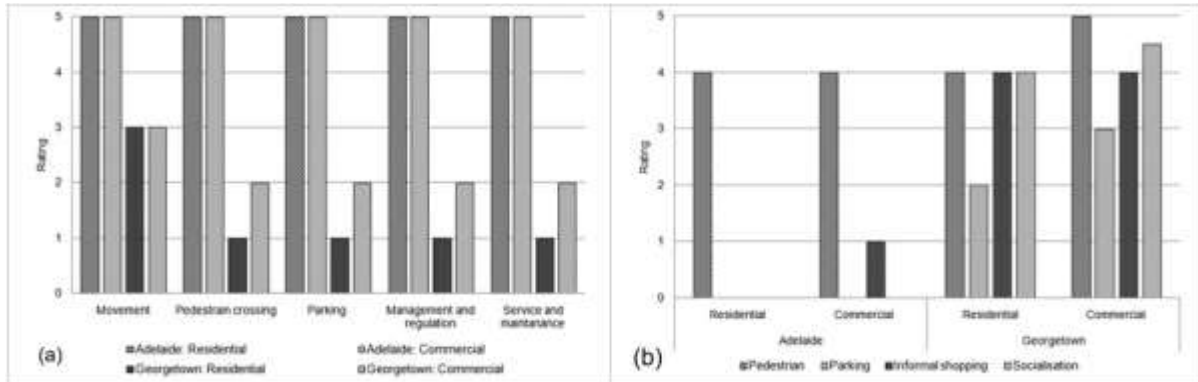 5
4
3
2
1
0
Rating
Movement Pedestrain crossing Parking Management and Service and
regulation maintanance
(a)
Adelaide: Residential Adelaide: Commercial
Georgetown: Residential Georgetown: Commercial
5
4
3
2
1
0
Rating
Residential Commercial Residential Commercial
Adelaide Georgetown
(b)
Pedestrian Parking Informal shopping Socialisation